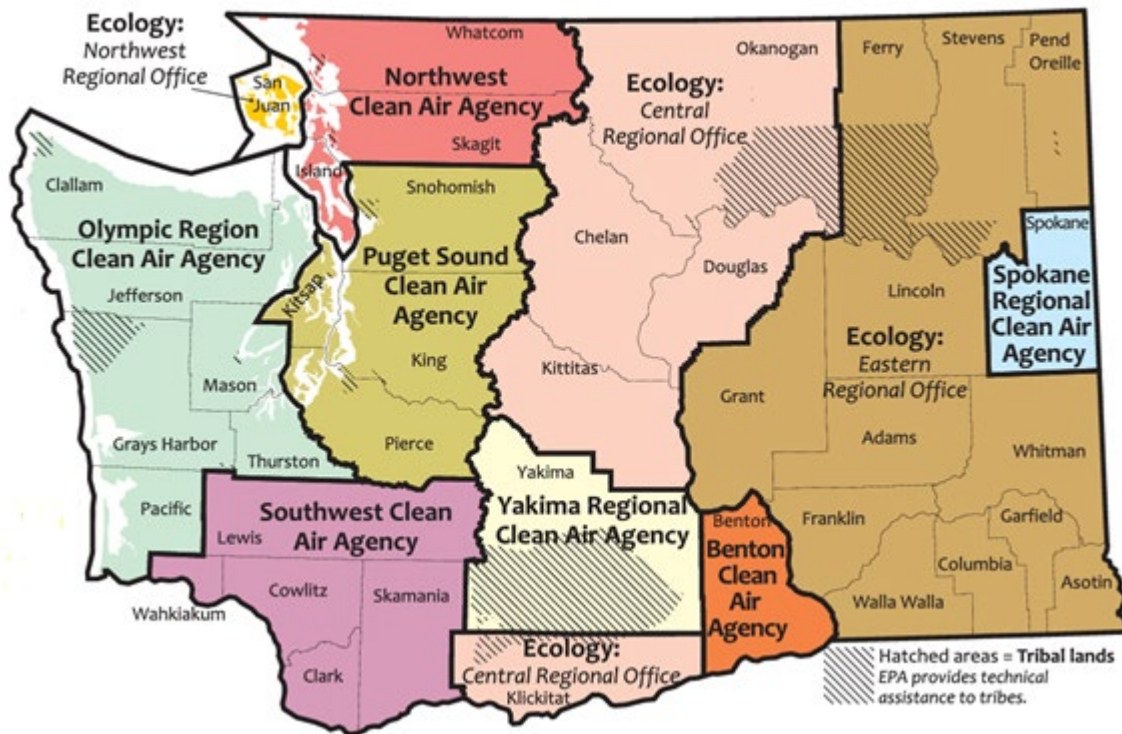 Ecology:
Northwest
Regional Office
San
Juan
Whatcom
Northwest
Clean Air Agency
Skagit
Island
Okanogan
Ecology:
Central
Regional Office
Chelan
Douglas
Kittitas
Ferry
Stevens
Pend
Oreille
Clallam
Olympic Region
Clean Air Agency
Jefferson
Mason
Grays Harbor
Thurston
Pacific
Snohomish
Puget Sound
Clean Air
Agency
Kitsap
King
Pierce
Spokane
Spokane
Regional
Clean Air
Agency
Lincoln
Ecology:
Eastern
Regional Office
Grant
Adams
Whitman
Franklin
Garfield
Columbia
Asotin
Walla Walla
Yakima
Yakima Regional
Clean Air Agency
Benton
Benton
Clean
Air
Agency
Southwest Clean
Air Agency
Lewis
Cowlitz
Skamania
Wahkiakum
Clark
Ecology:
Central Regional Office
Klickitat
Hatched areas = Tribal lands
EPA provides technical
assistance to tribes.